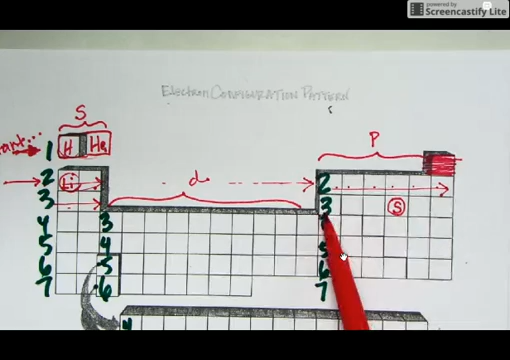 powered by
Screencastify Lite
ELECTRON CONFIGURATION PATTERN
S
P
1 H He
2 Li
d
2
3
3
S
4 3
5 4
5
6 5
6
7 6
7
4